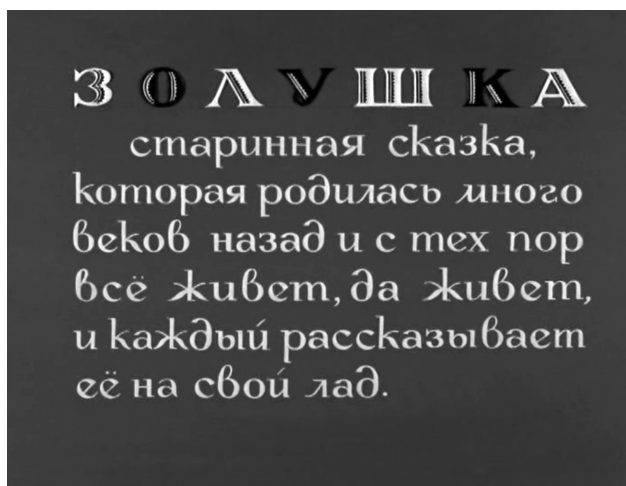 ЗОЛУШКА
старинная сказка,
которая родилась много
веков назад и с тех пор
всё живет, да живет,
и каждый рассказывает
её на свой лад.